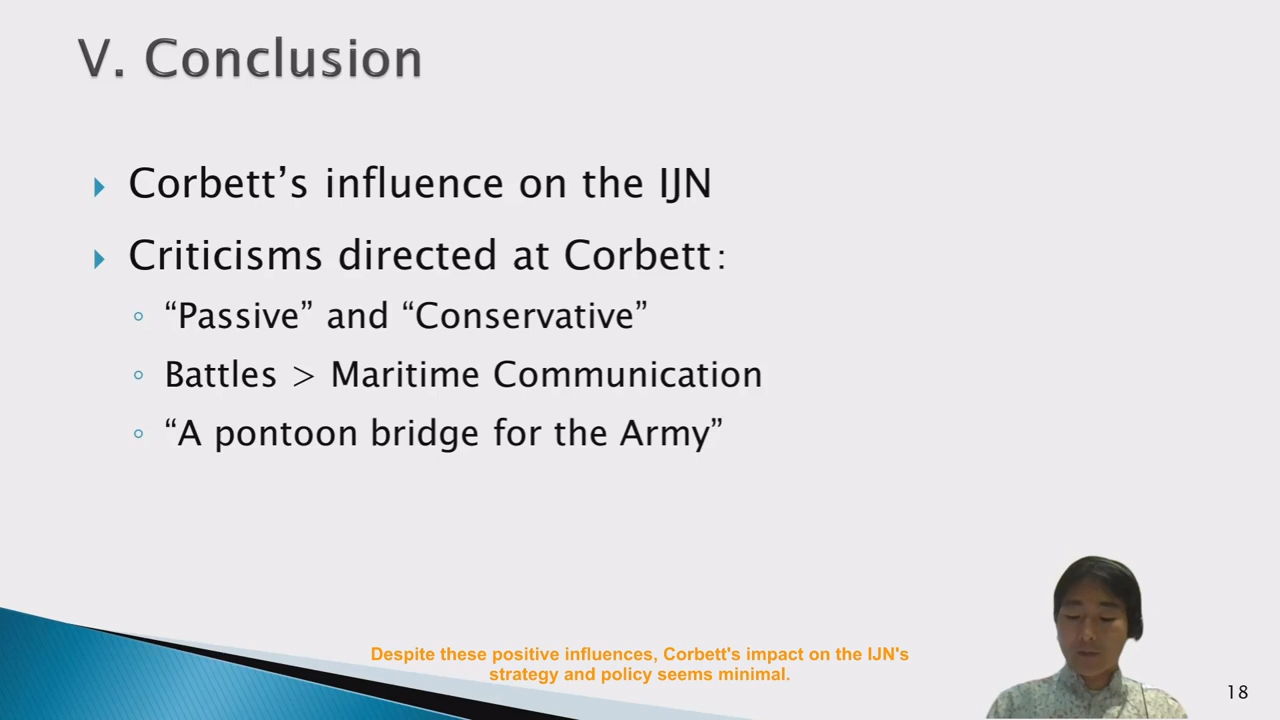 V. Conclusion
Corbett’s influence on the IJN
Criticisms directed at Corbett：
“Passive” and “Conservative”
Battles > Maritime Communication
“A pontoon bridge for the Army”
Despite these positive influences, Corbett's impact on the IJN's
strategy and policy seems minimal.
18